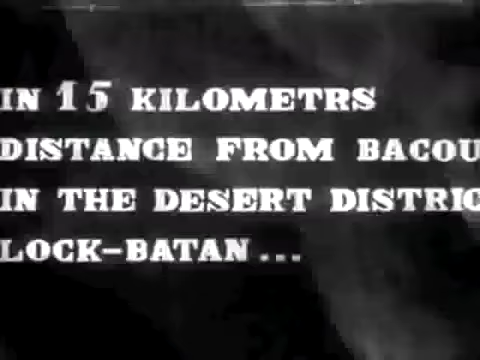 IN 15 KILOMETRS
DISTANCE FROM BACOU
IN THE DESERT DISTRIC
LOCK-BATAN...